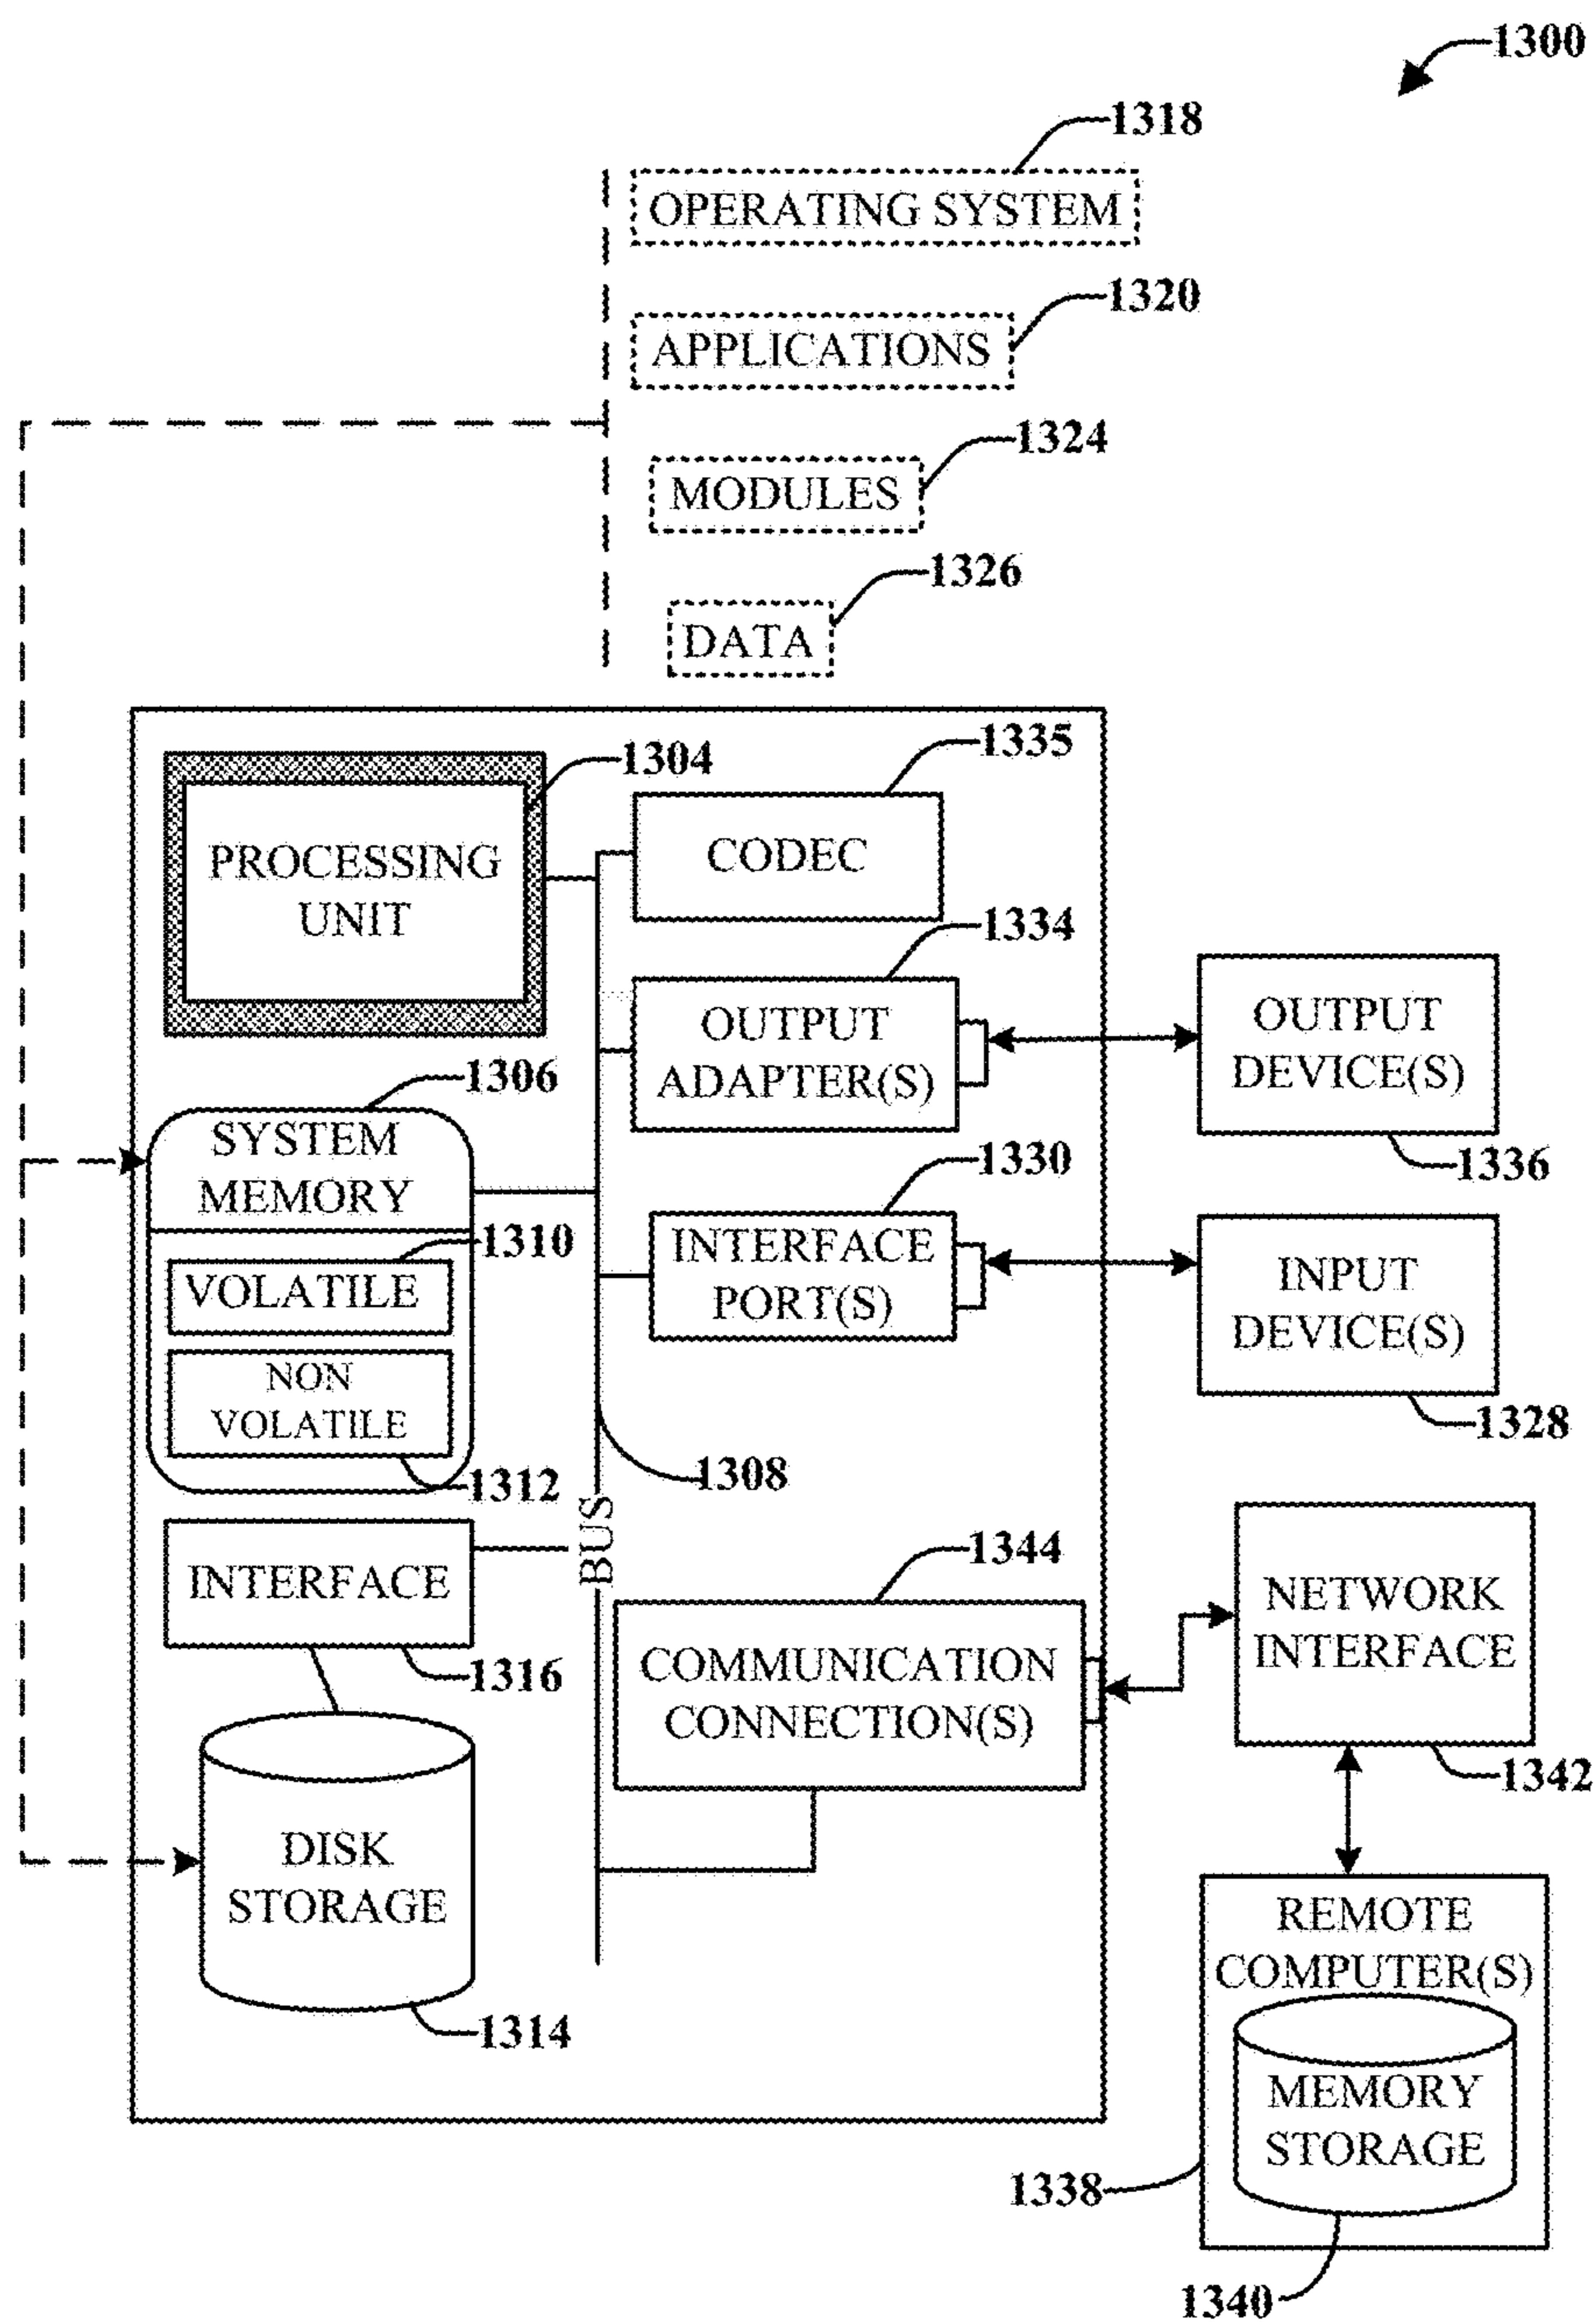 1300
1318
OPERATING SYSTEM
1320
APPLICATIONS
1324
MODULES
1326
DATA
1304
PROCESSING
UNIT
1335
CODEC
1334
OUTPUT
ADAPTER(S)
OUTPUT
DEVICE(S)
1336
1306
SYSTEM
MEMORY
1310
VOLATILE
NON
VOLATILE
1312
1330
INTERFACE
PORT(S)
INPUT
DEVICE(S)
1328
1308
BUS
INTERFACE
1316
1344
COMMUNICATION
CONNECTION(S)
NETWORK
INTERFACE
1342
DISK
STORAGE
1314
REMOTE
COMPUTER(S)
MEMORY
STORAGE
1338
1340